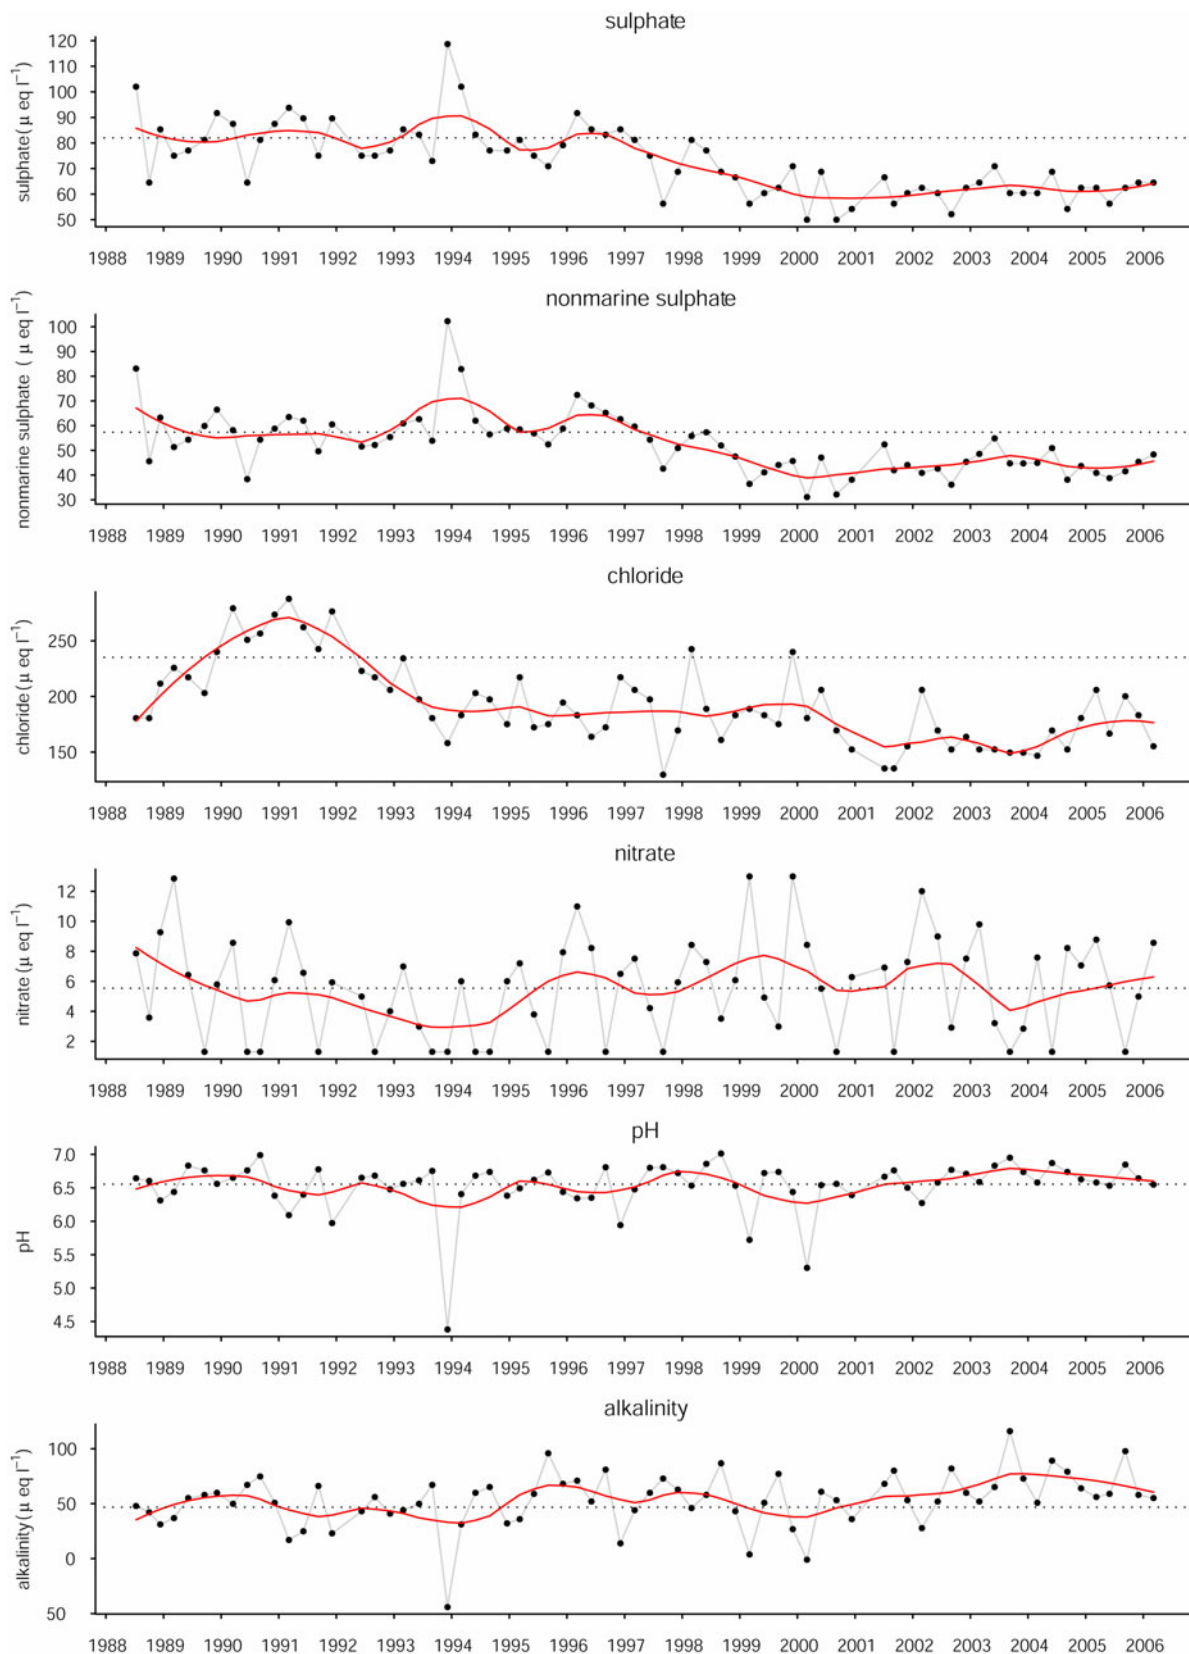 sulphate
sulphate (μ eq l⁻¹)
120
110
100
90
80
70
60
50
1988 1989 1990 1991 1992 1993 1994 1995 1996 1997 1998 1999 2000 2001 2002 2003 2004 2005 2006
nonmarine sulphate
nonmarine sulphate ( μ eq l⁻¹)
100
90
80
70
60
50
40
30
1988 1989 1990 1991 1992 1993 1994 1995 1996 1997 1998 1999 2000 2001 2002 2003 2004 2005 2006
chloride
chloride (μ eq l⁻¹)
250
200
150
1988 1989 1990 1991 1992 1993 1994 1995 1996 1997 1998 1999 2000 2001 2002 2003 2004 2005 2006
nitrate
nitrate (μ eq l⁻¹)
12
10
8
6
4
2
1988 1989 1990 1991 1992 1993 1994 1995 1996 1997 1998 1999 2000 2001 2002 2003 2004 2005 2006
pH
pH
7.0
6.5
6.0
5.5
5.0
4.5
1988 1989 1990 1991 1992 1993 1994 1995 1996 1997 1998 1999 2000 2001 2002 2003 2004 2005 2006
alkalinity
alkalinity (μ eq l⁻¹)
100
50
0
50
1988 1989 1990 1991 1992 1993 1994 1995 1996 1997 1998 1999 2000 2001 2002 2003 2004 2005 2006